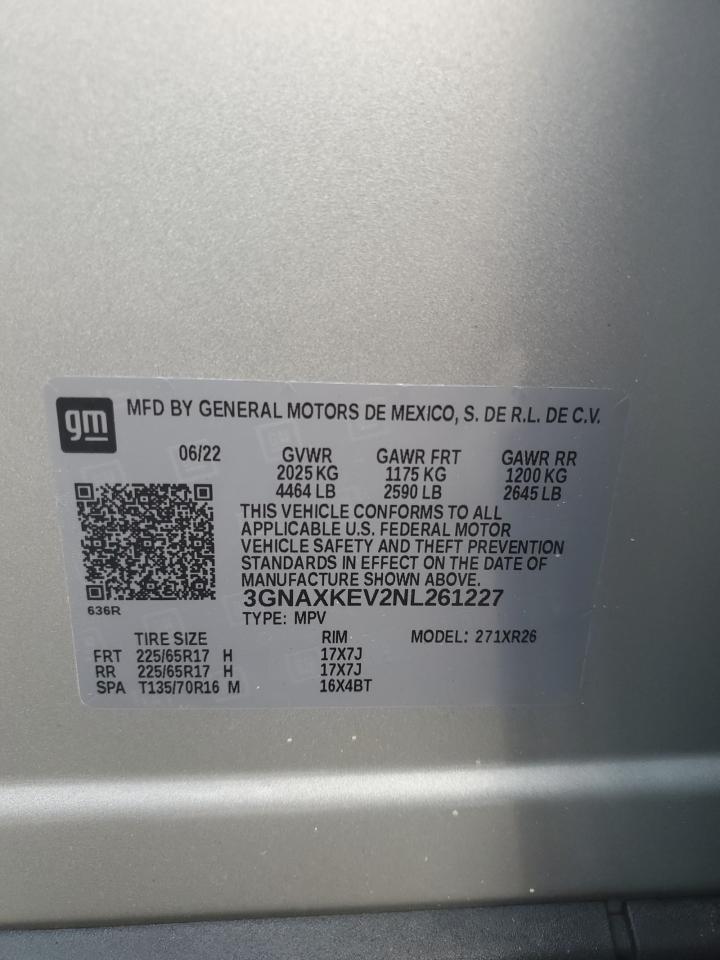 gm
MFD BY GENERAL MOTORS DE MEXICO, S. DE R.L. DE C.V.
06/22 GVWR GAWR FRT GAWR RR
2025 KG 1175 KG 1200 KG
4464 LB 2590 LB 2645 LB
THIS VEHICLE CONFORMS TO ALL
APPLICABLE U.S. FEDERAL MOTOR
VEHICLE SAFETY AND THEFT PREVENTION
STANDARDS IN EFFECT ON THE DATE OF
MANUFACTURE SHOWN ABOVE.
3GNAXKEV2NL261227
636R
TYPE: MPV
TIRE SIZE RIM MODEL: 271XR26
FRT 225/65R17 H 17X7J
RR 225/65R17 H 17X7J
SPA T135/70R16 M 16X4BT